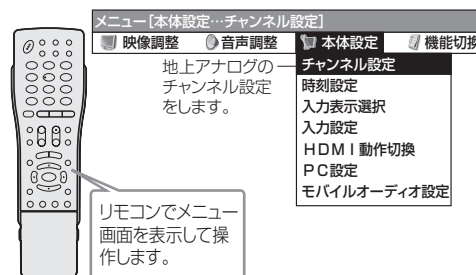 メニュー[本体設定…チャンネル設定]
映像調整 音声調整 本体設定 機能切換
地上アナログの
チャンネル設定
をします。
チャンネル設定
時刻設定
入力表示選択
入力設定
HDMI動作切換
PC設定
モバイルオーディオ設定
リモコンでメニュー
画面を表示して操
作します。